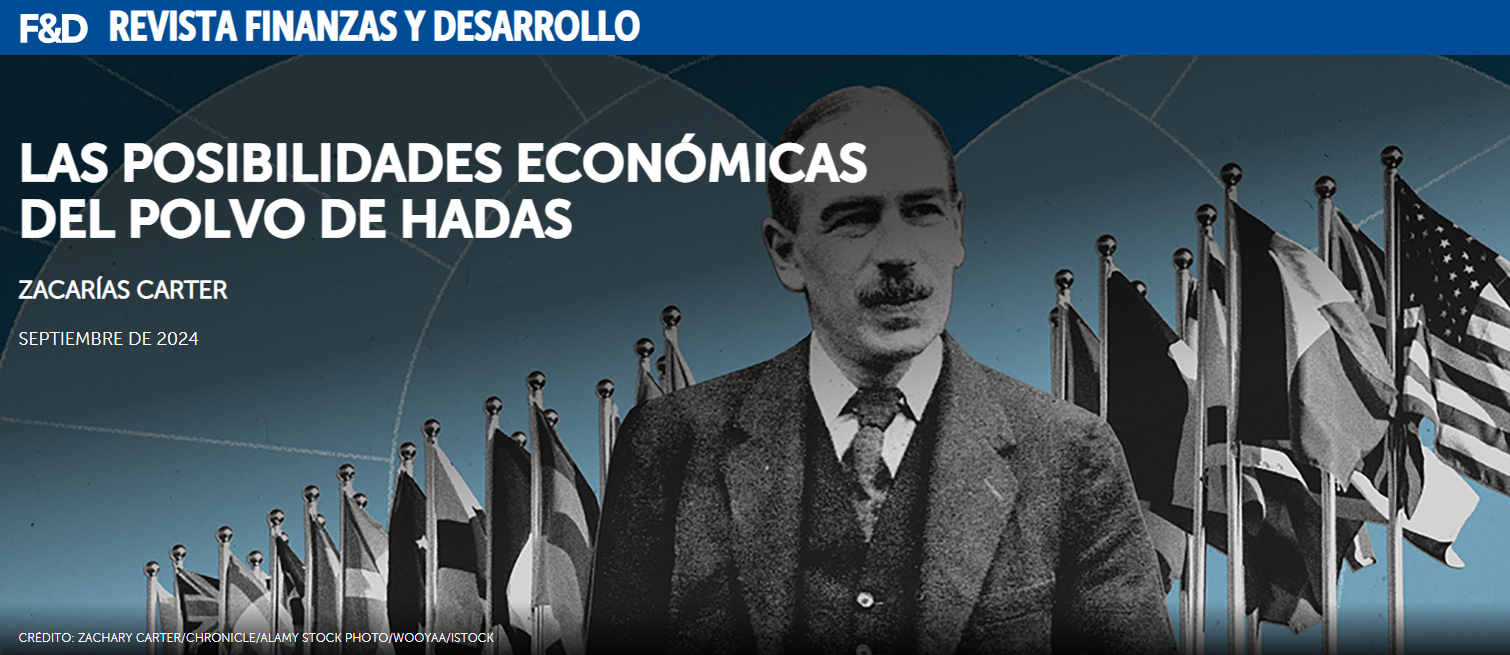 F&D REVISTA FINANZAS Y DESARROLLO
LAS POSIBILIDADES ECONÓMICAS
DEL POLVO DE HADAS
ZACARÍAS CARTER
SEPTIEMBRE DE 2024
CRÉDITO: ZACHARY CARTER/CHRONICLE/ALAMY STOCK PHOTO/WOOYAA/ISTOCK